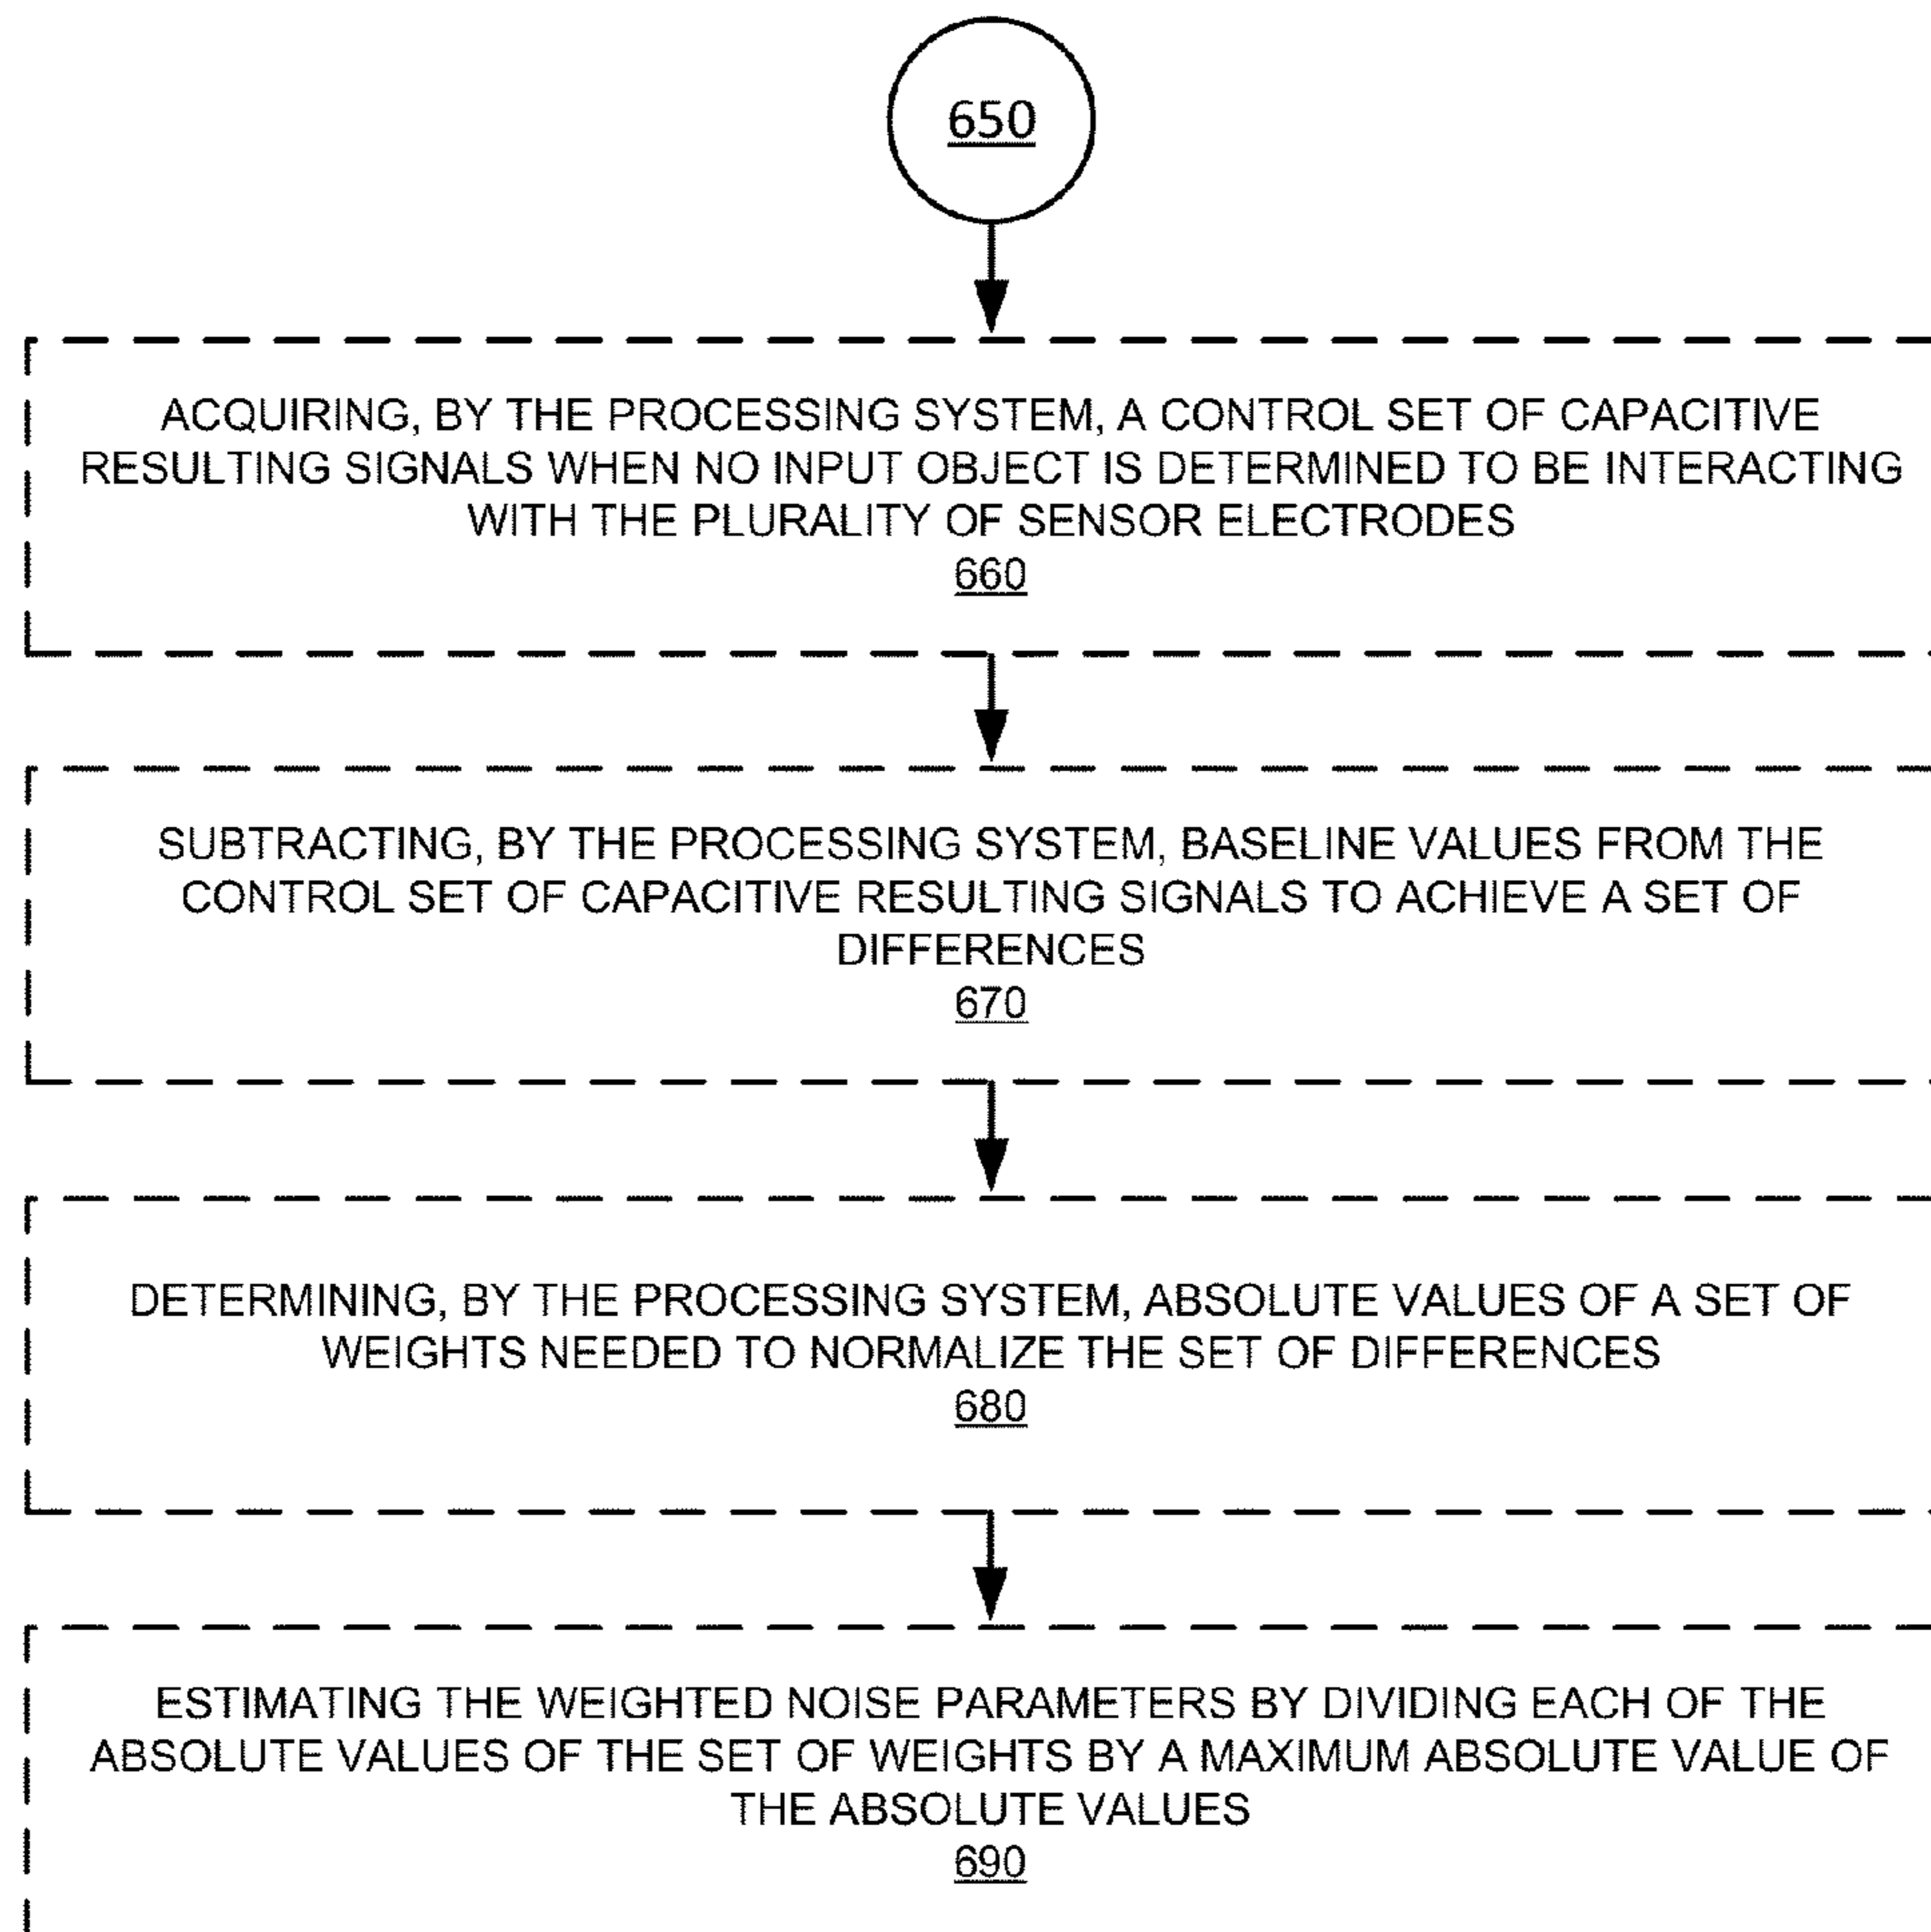 650
ACQUIRING, BY THE PROCESSING SYSTEM, A CONTROL SET OF CAPACITIVE
RESULTING SIGNALS WHEN NO INPUT OBJECT IS DETERMINED TO BE INTERACTING
WITH THE PLURALITY OF SENSOR ELECTRODES
660
SUBTRACTING, BY THE PROCESSING SYSTEM, BASELINE VALUES FROM THE
CONTROL SET OF CAPACITIVE RESULTING SIGNALS TO ACHIEVE A SET OF
DIFFERENCES
670
DETERMINING, BY THE PROCESSING SYSTEM, ABSOLUTE VALUES OF A SET OF
WEIGHTS NEEDED TO NORMALIZE THE SET OF DIFFERENCES
680
ESTIMATING THE WEIGHTED NOISE PARAMETERS BY DIVIDING EACH OF THE
ABSOLUTE VALUES OF THE SET OF WEIGHTS BY A MAXIMUM ABSOLUTE VALUE OF
THE ABSOLUTE VALUES
690